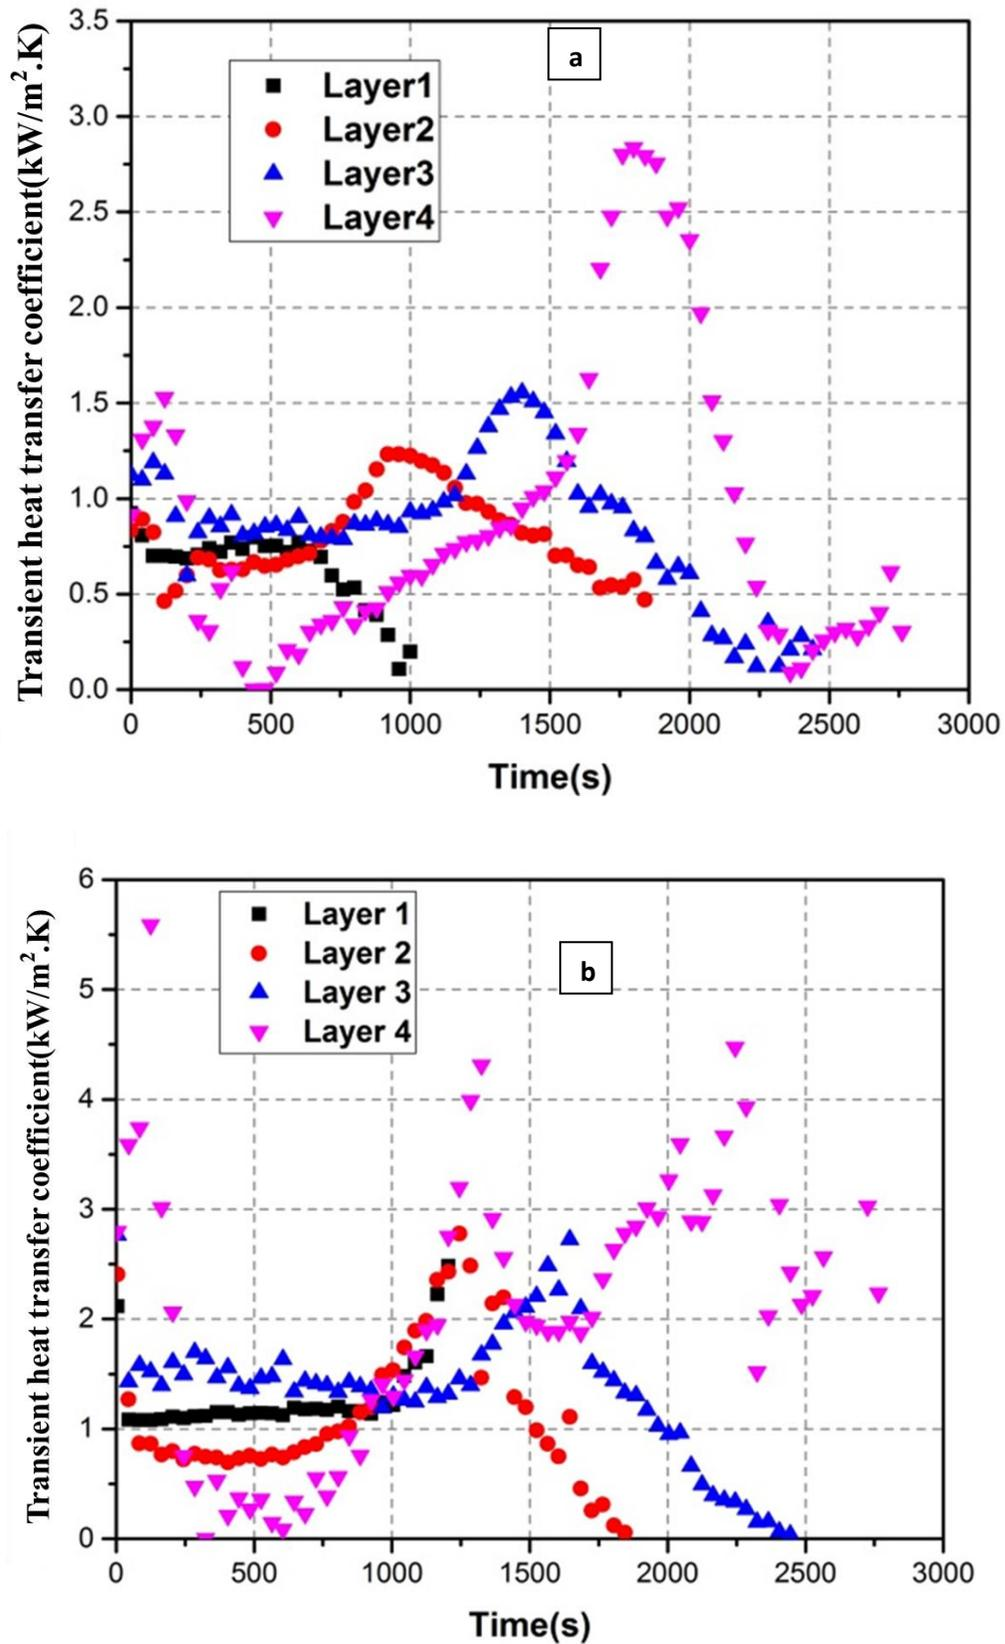 a
Transient heat transfer coefficient(kW/m².K)
3.5
3.0
2.5
2.0
1.5
1.0
0.5
0.0
Layer1
Layer2
Layer3
Layer4
0 500 1000 1500 2000 2500 3000
Time(s)
b
Transient heat transfer coefficient(kW/m².K)
6
5
4
3
2
1
0
Layer 1
Layer 2
Layer 3
Layer 4
0 500 1000 1500 2000 2500 3000
Time(s)